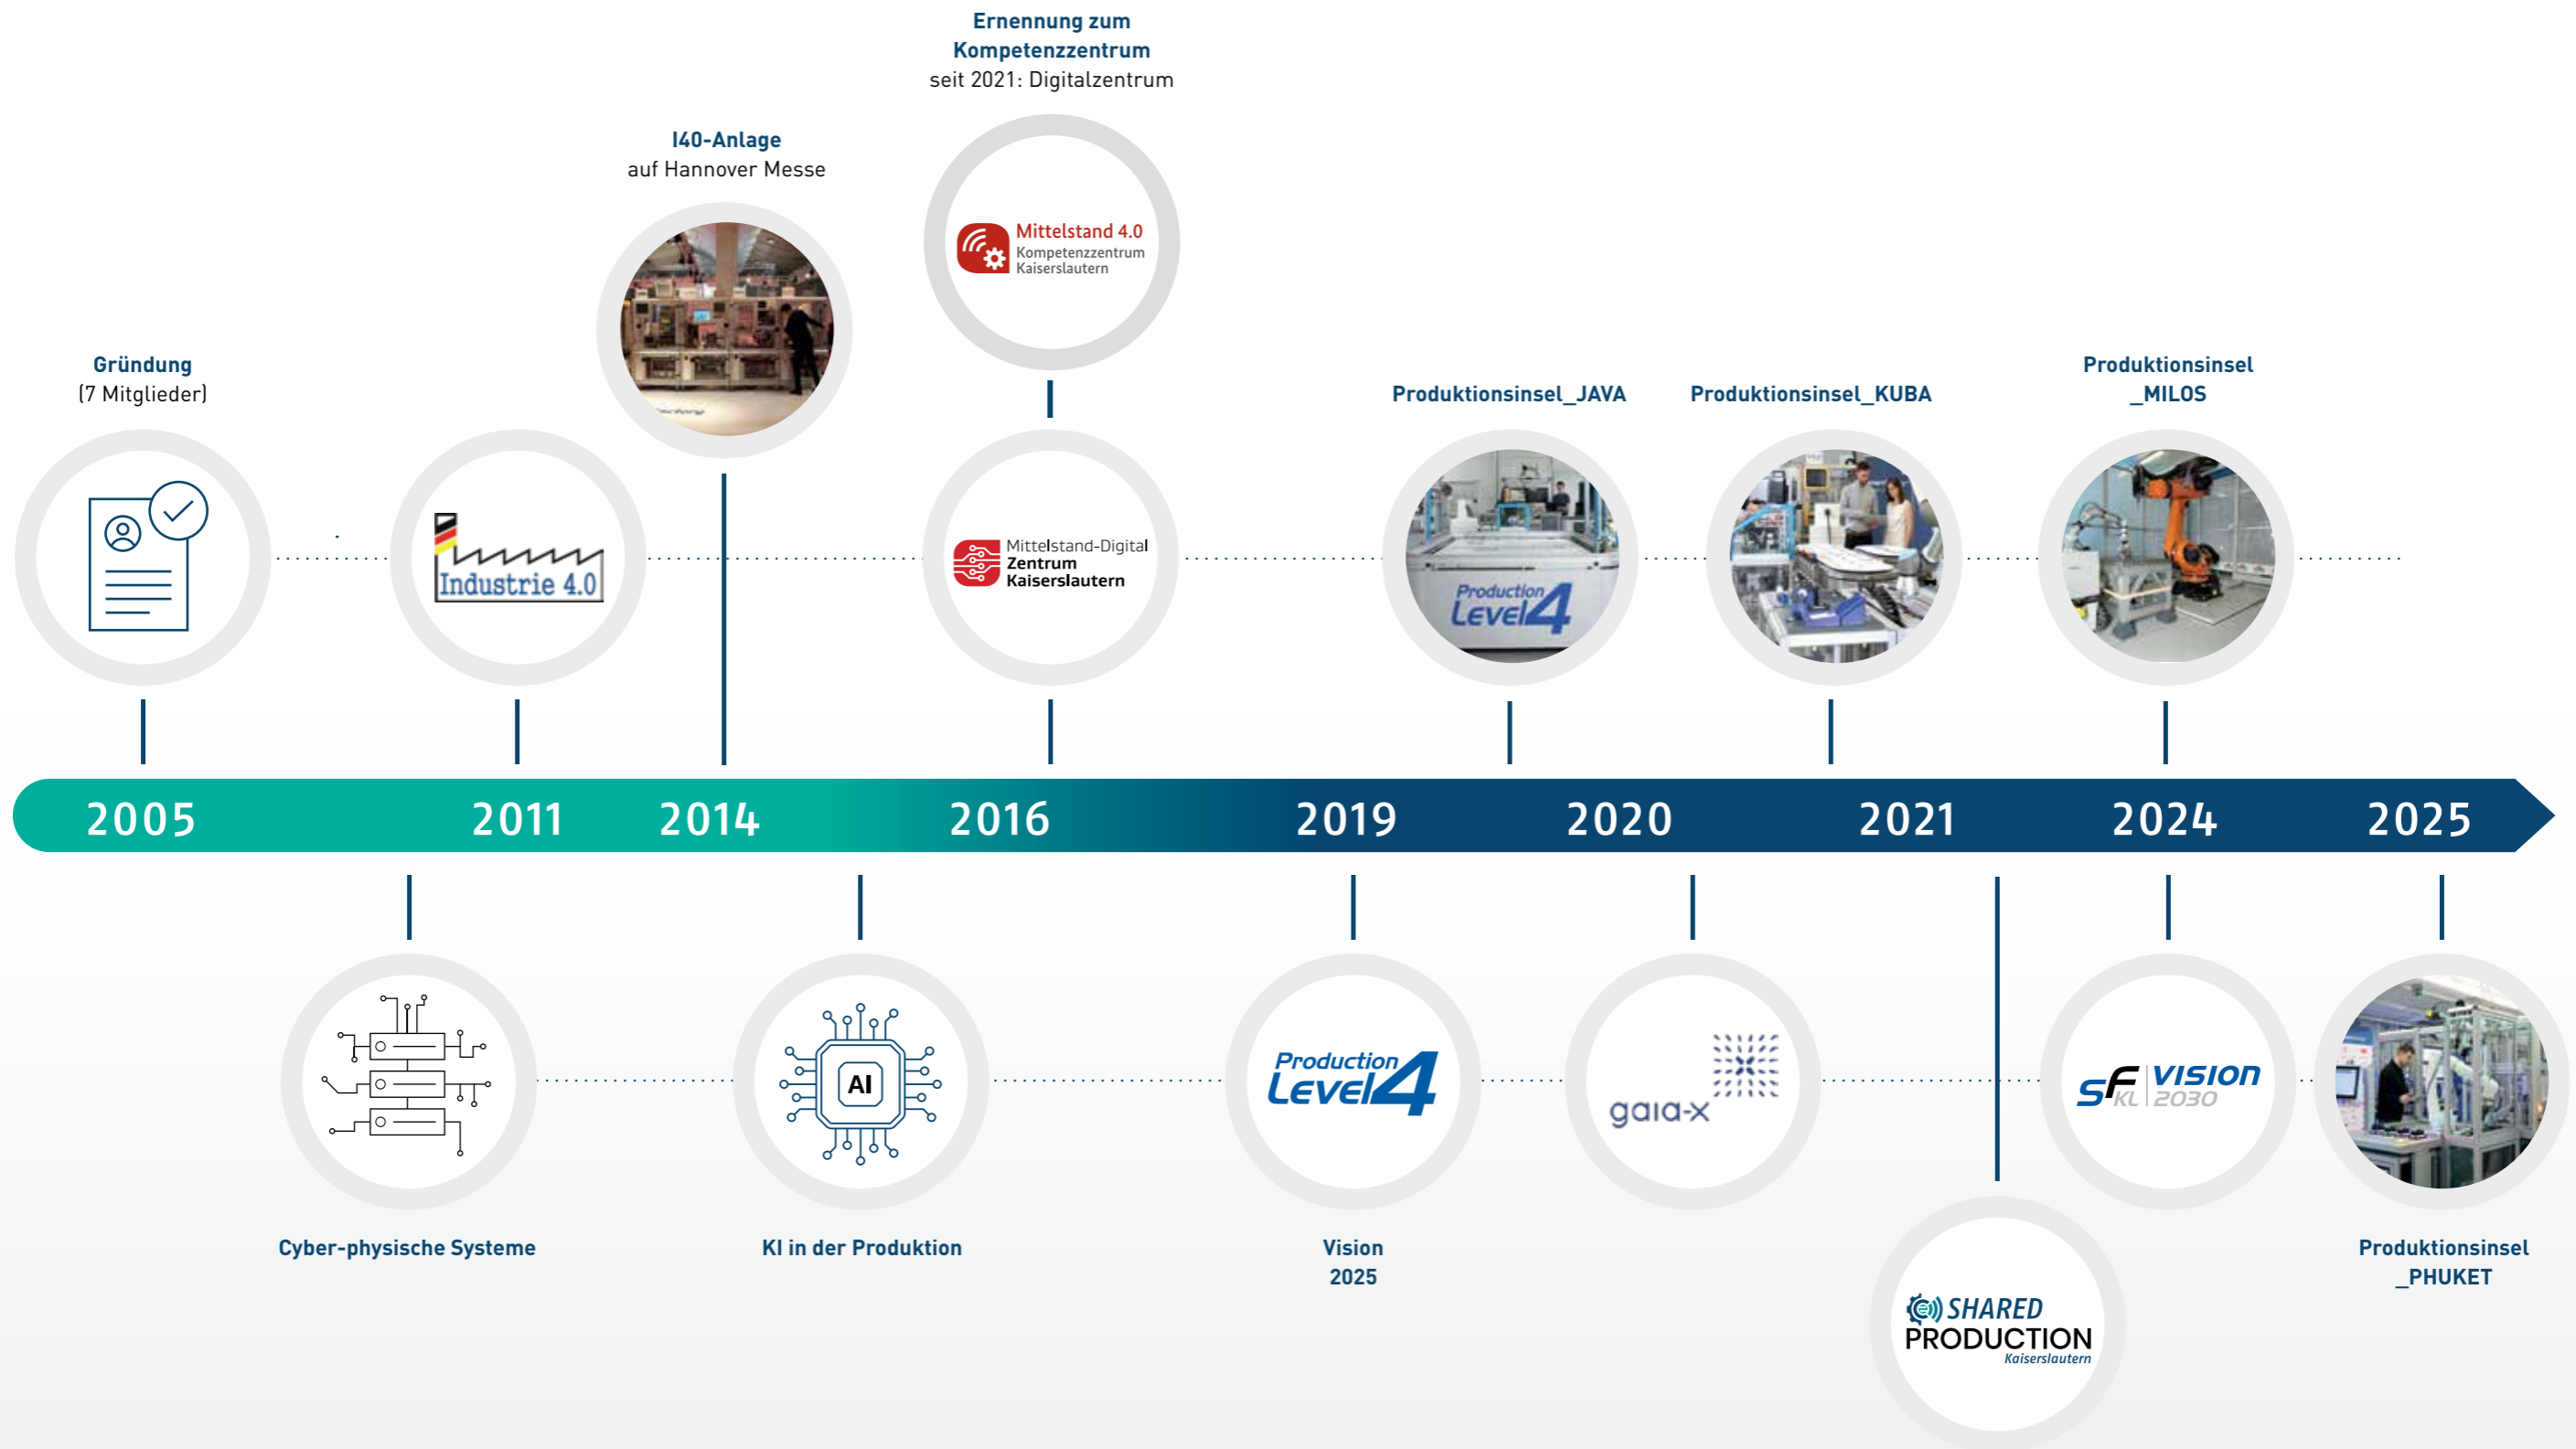 Ernennung zum
Kompetenzzentrum
seit 2021: Digitalzentrum
I40-Anlage
auf Hannover Messe
Mittelstand 4.0
Kompetenzzentrum
Kaiserslautern
Gründung
(7 Mitglieder)
Produktionsinsel_JAVA
Produktionsinsel_KUBA
Produktionsinsel
_MILOS
Industrie 4.0
Mittelstand-Digital
Zentrum
Kaiserslautern
Production
Level4
2005
2011
2014
2016
2019
2020
2021
2024
2025
AI
Production
Level4
gaia-x
SF KL
VISION
2030
Cyber-physische Systeme
KI in der Produktion
Vision
2025
Produktionsinsel
_PHUKET
SHARED
PRODUCTION
Kaiserslautern